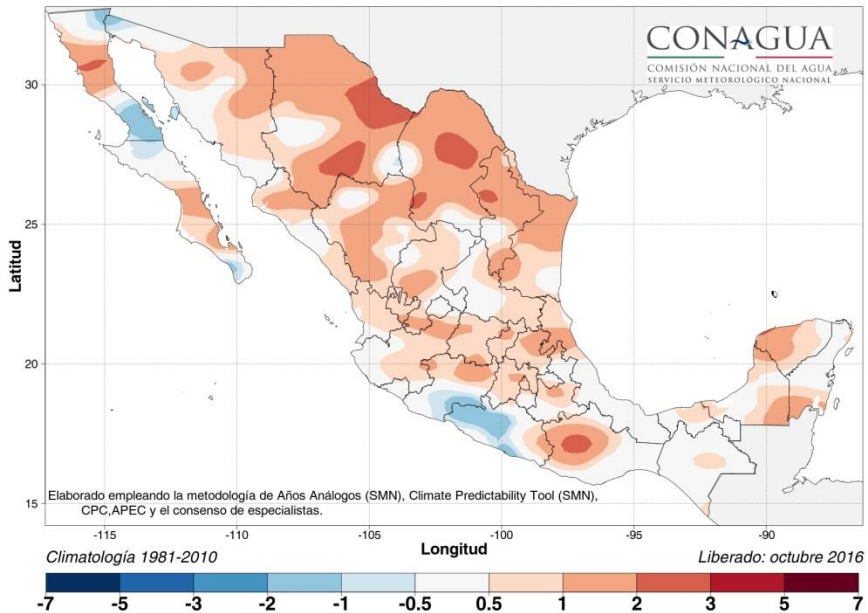 CONAGUA
COMISIÓN NACIONAL DEL AGUA
SERVICIO METEOROLÓGICO NACIONAL
30
25
20
15
Latitud
Elaborado empleando la metodología de Años Análogos (SMN), Climate Predictability Tool (SMN),
CPC,APEC y el consenso de especialistas.
-115 -110 -105 -100 -95 -90
Longitud
Climatología 1981-2010 Liberado: octubre 2016
-7 -5 -3 -2 -1 -0.5 0.5 1 2 3 5 7